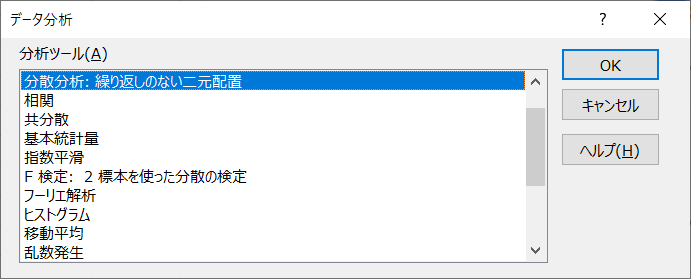 データ分析
?
分析ツール(A)
分散分析: 繰り返しのない二元配置
相関
共分散
基本統計量
指数平滑
F 検定: 2 標本を使った分散の検定
フーリエ解析
ヒストグラム
移動平均
乱数発生
OK
キャンセル
ヘルプ(H)